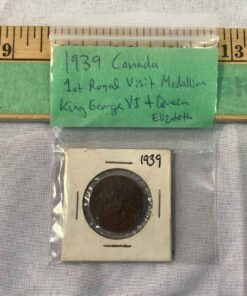 1939 Canada
1st Royal Visit Medallion
King George VI & Queen
Elizabeth
1939